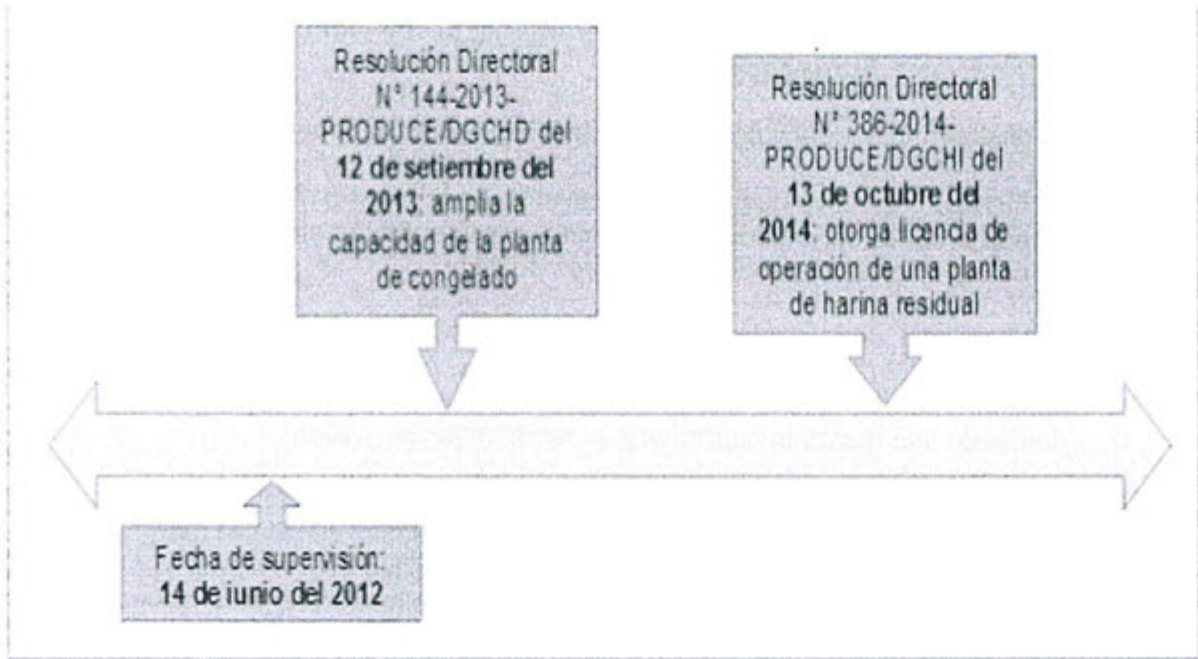 Resolución Directoral
N° 144-2013-
PRODUCE/DGCHD del
12 de setiembre del
2013; amplia la
capacidad de la planta
de congelado
Resolución Directoral
N° 386-2014-
PRODUCE/DGCHI del
13 de octubre del
2014; otorga licencia de
operación de una planta
de harina residual
Fecha de supervisión:
14 de junio del 2012